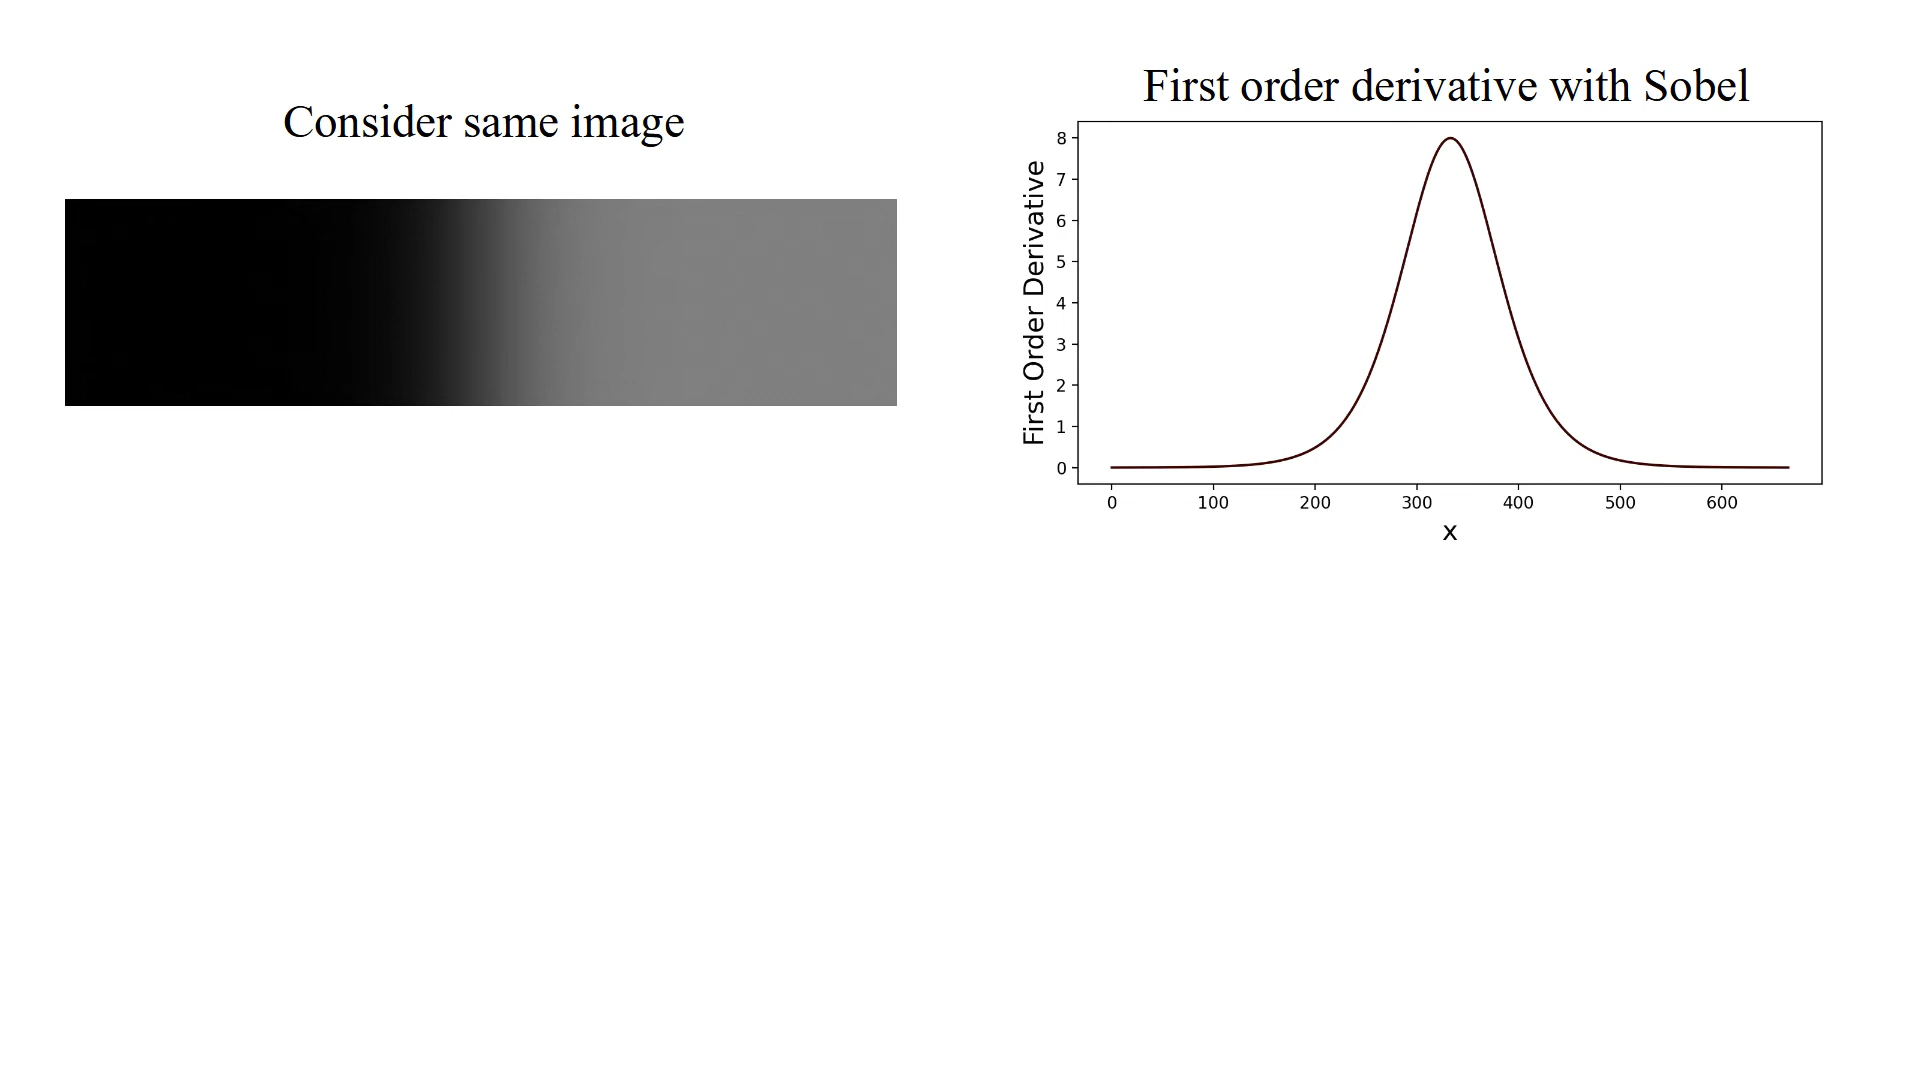 Consider same image
First order derivative with Sobel
First Order Derivative
8
7
6
5
4
3
2
1
0
0 100 200 300 400 500 600
x